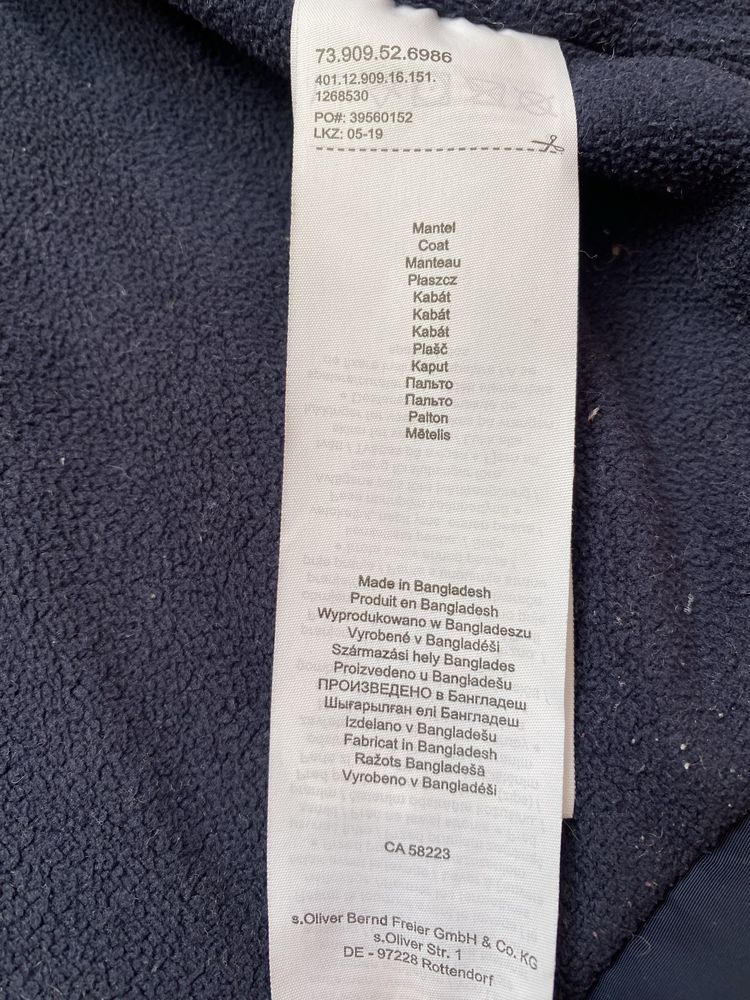 73.909.52.6986
401.12.909.16.151.
1268530
PO#: 39560152
LKZ: 05-19
Mantel
Coat
Manteau
Płaszcz
Kabát
Kabát
Kabát
Plašč
Kaput
Пальто
Пальто
Palton
Mētelis
Made in Bangladesh
Produit en Bangladesh
Wyprodukowano w Bangladeszu
Vyrobené v Bangladéši
Származási hely Banglades
Proizvedeno u Bangladešu
ПРОИЗВЕДЕНО в Бангладеш
Шығарылған елі Бангладеш
Izdelano v Bangladešu
Fabricat in Bangladesh
Ražots Bangladešā
Vyrobeno v Bangladéši
CA 58223
s.Oliver Bernd Freier GmbH & Co. KG
s.Oliver Str. 1
DE - 97228 Rottendorf